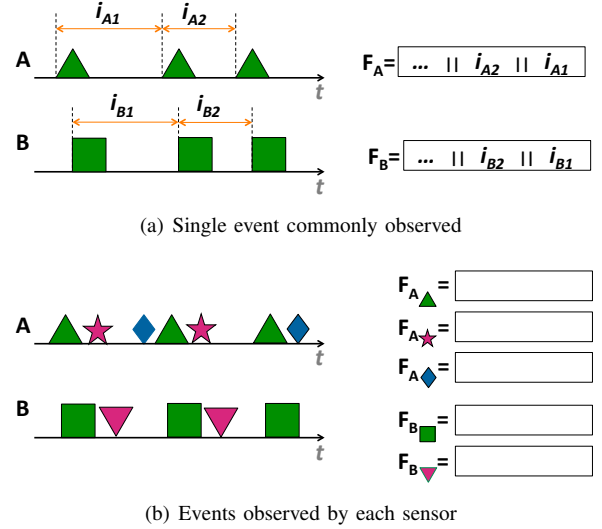 i_A1 i_A2
A
t
F_A= ... || i_A2 || i_A1
i_B1 i_B2
B
t
F_B= ... || i_B2 || i_B1
(a) Single event commonly observed
A
t
B
t
F_A =
F_A =
F_A =
F_B =
F_B =
(b) Events observed by each sensor